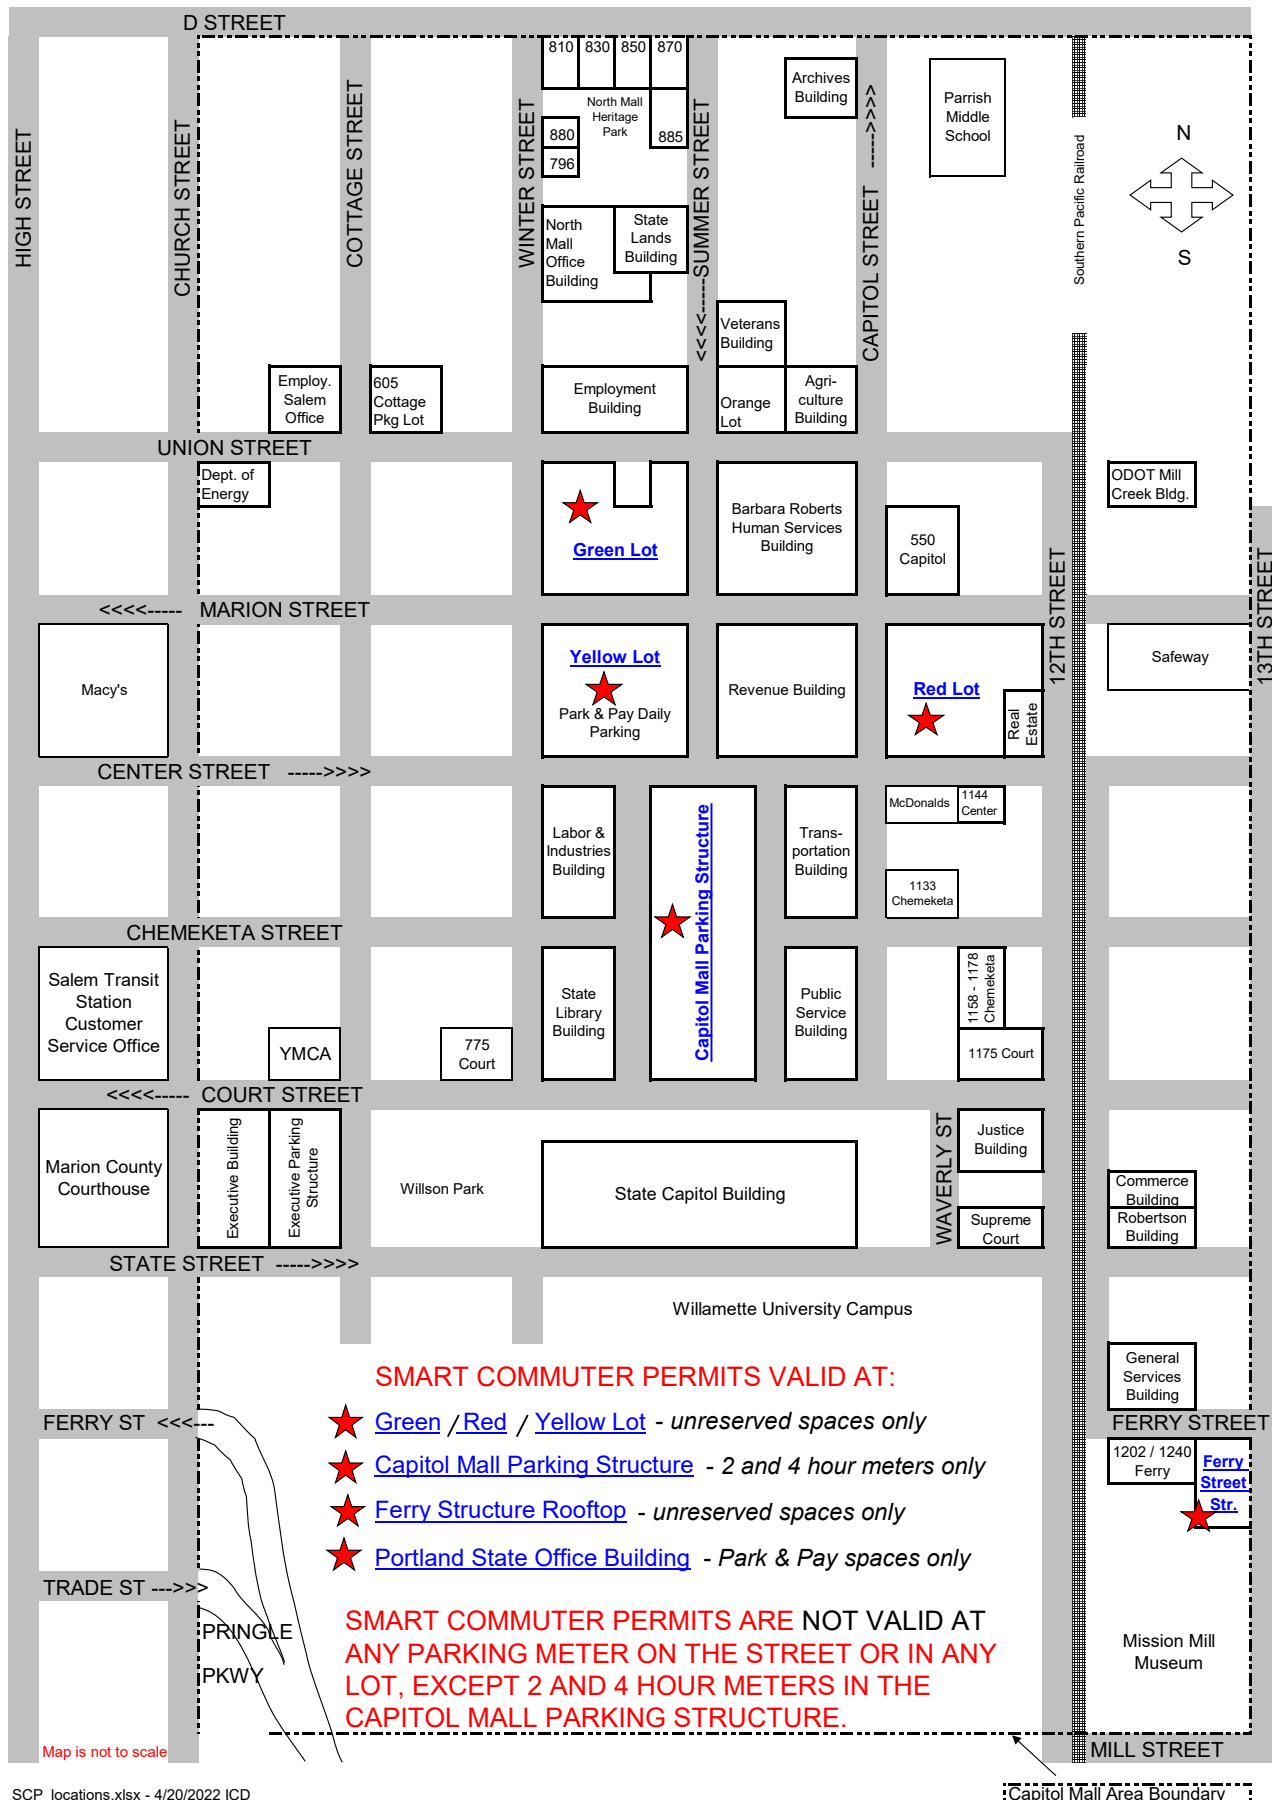 D STREET
810 830 850 870
North Mall
Heritage
Park
880
796
885
Archives
Building
Parrish
Middle
School
N
S
HIGH STREET
CHURCH STREET
COTTAGE STREET
WINTER STREET
<<<<-----SUMMER STREET
CAPITOL STREET ------>>>>
Southern Pacific Railroad
North
Mall
Office
Building
State
Lands
Building
Veterans
Building
Employ.
Salem
Office
605
Cottage
Pkg Lot
Employment
Building
Orange
Lot
Agri-
culture
Building
UNION STREET
Dept. of
Energy
Green Lot
Barbara Roberts
Human Services
Building
550
Capitol
ODOT Mill
Creek Bldg.
12TH STREET
13TH STREET
<<<<----- MARION STREET
Macy's
Yellow Lot
Park & Pay Daily
Parking
Revenue Building
Red Lot
Real
Estate
Safeway
CENTER STREET ----->>>>
Labor &
Industries
Building
Capitol Mall Parking Structure
Trans-
portation
Building
McDonalds
1144
Center
1133
Chemeketa
CHEMEKETA STREET
Salem Transit
Station
Customer
Service Office
YMCA
775
Court
State
Library
Building
Public
Service
Building
1158 - 1178
Chemeketa
1175 Court
<<<<----- COURT STREET
Marion County
Courthouse
Executive Building
Executive Parking
Structure
Willson Park
State Capitol Building
WAVERLY ST
Justice
Building
Supreme
Court
Commerce
Building
Robertson
Building
STATE STREET ----->>>>
Willamette University Campus
General
Services
Building
SMART COMMUTER PERMITS VALID AT:
Green / Red / Yellow Lot - unreserved spaces only
Capitol Mall Parking Structure - 2 and 4 hour meters only
Ferry Structure Rooftop - unreserved spaces only
Portland State Office Building - Park & Pay spaces only
FERRY ST <<<---
FERRY STREET
1202 / 1240
Ferry
Ferry
Street
Str.
TRADE ST --->>>
PRINGLE
PKWY
SMART COMMUTER PERMITS ARE NOT VALID AT
ANY PARKING METER ON THE STREET OR IN ANY
LOT, EXCEPT 2 AND 4 HOUR METERS IN THE
CAPITOL MALL PARKING STRUCTURE.
Mission Mill
Museum
Map is not to scale
MILL STREET
SCP_locations.xlsx - 4/20/2022 ICD
Capitol Mall Area Boundary